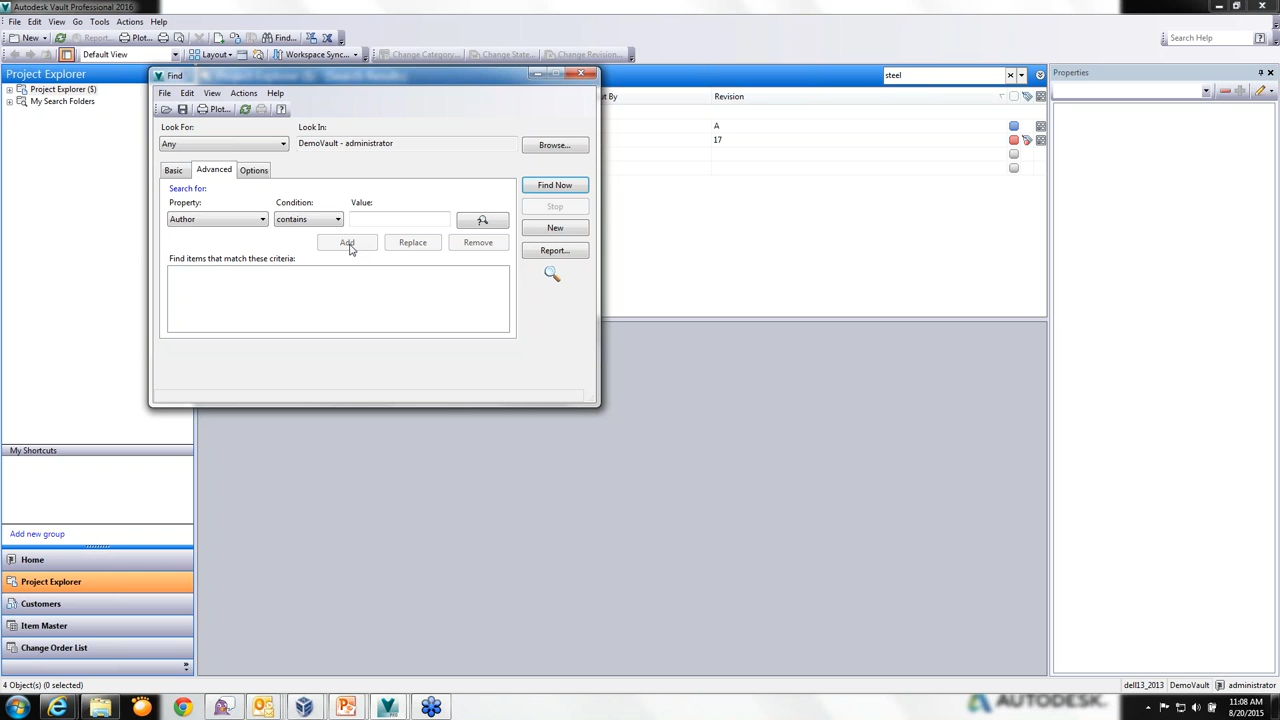 Autodesk Vault Professional 2016
File Edit View Go Tools Actions Help
New Report... Plot... Find... Search Help
Default View Layout Workspace Sync... Change Category... Change State... Change Revision...
Project Explorer
Project Explorer ($)
My Search Folders
Find
File Edit View Actions Help
Plot...
Look For:
Any
Look In:
DemoVault - administrator
Browse...
Basic Advanced Options
Search for:
Property: Condition: Value:
Author contains
Add Replace Remove
Find items that match these criteria:
Find Now
Stop
New
Report...
steel
ut By Revision
A
17
Properties
My Shortcuts
Add new group
Home
Project Explorer
Customers
Item Master
Change Order List
4 Object(s) (0 selected)
dell13_2013 DemoVault administrator
AUTODESK.
11:08 AM
8/20/2015